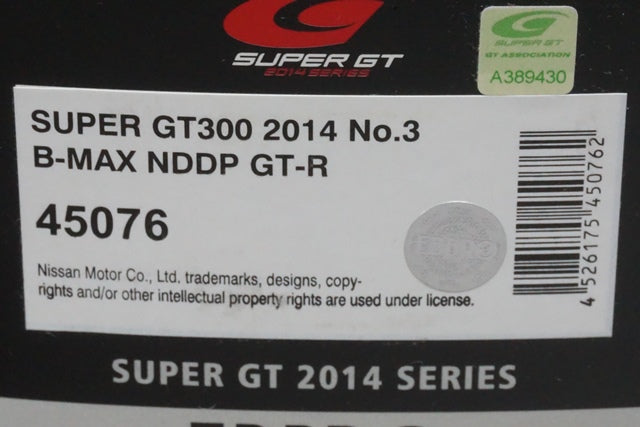 SUPER GT
2014 SERIES
SUPER GT
GT ASSOCIATION
A389430
SUPER GT300 2014 No.3
B-MAX NDDP GT-R
45076
Nissan Motor Co., Ltd. trademarks, designs, copy-
rights and/or other intellectual property rights are used under license.
4 526175 450762
SUPER GT 2014 SERIES